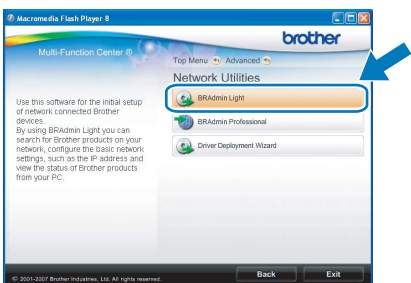 Macromedia Flash Player 8
brother
Multi-Function Center ®
Top Menu Advanced
Network Utilities
BRAdmin Light
BRAdmin Professional
Driver Deployment Wizard
Use this software for the initial setup
of network connected Brother
devices.
By using BRAdmin Light you can
search for Brother products on your
network, configure the basic network
settings, such as the IP address and
view the status of Brother products
from your PC.
© 2001-2007 Brother Industries, Ltd. All rights reserved.
Back Exit